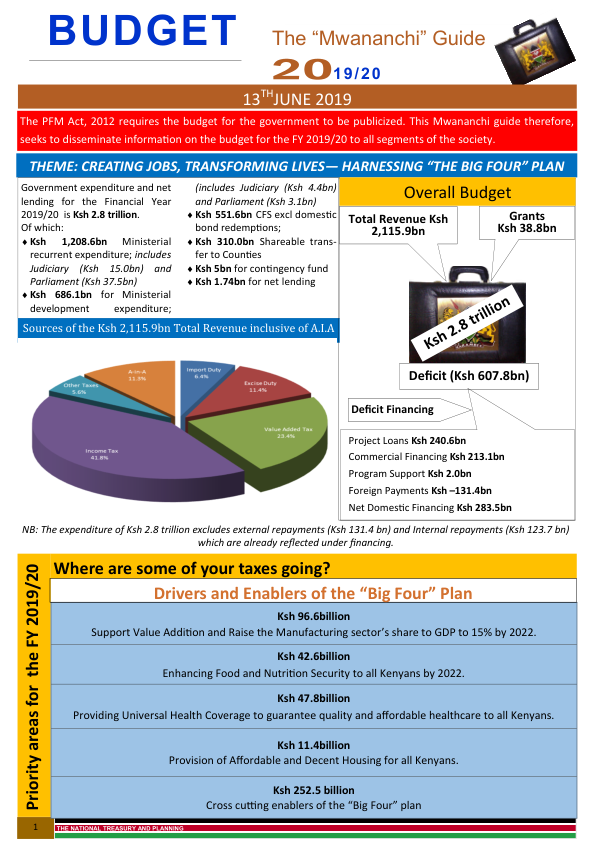 BUDGET
The “Mwananchi” Guide
2019/20
13THJUNE 2019
The PFM Act, 2012 requires the budget for the government to be publicized. This Mwananchi guide therefore,
seeks to disseminate information on the budget for the FY 2019/20 to all segments of the society.
THEME: CREATING JOBS, TRANSFORMING LIVES— HARNESSING “THE BIG FOUR” PLAN
Government expenditure and net
lending for the Financial Year
2019/20 is Ksh 2.8 trillion.
Of which:
♦ Ksh 1,208.6bn Ministerial
recurrent expenditure; includes
Judiciary (Ksh 15.0bn) and
Parliament (Ksh 37.5bn)
♦ Ksh 686.1bn for Ministerial
development expenditure;
(includes Judiciary (Ksh 4.4bn)
and Parliament (Ksh 3.1bn)
♦ Ksh 551.6bn CFS excl domestic
bond redemptions;
♦ Ksh 310.0bn Shareable trans-
fer to Counties
♦ Ksh 5bn for contingency fund
♦ Ksh 1.74bn for net lending
Sources of the Ksh 2,115.9bn Total Revenue inclusive of A.I.A
Import Duty
6.4%
Excise Duty
11.4%
Value Added Tax
23.4%
Income Tax
41.8%
Other Taxes
5.6%
A-in-A
11.5%
Overall Budget
Total Revenue Ksh
2,115.9bn
Grants
Ksh 38.8bn
Ksh 2.8 trillion
Deficit (Ksh 607.8bn)
Deficit Financing
Project Loans Ksh 240.6bn
Commercial Financing Ksh 213.1bn
Program Support Ksh 2.0bn
Foreign Payments Ksh –131.4bn
Net Domestic Financing Ksh 283.5bn
NB: The expenditure of Ksh 2.8 trillion excludes external repayments (Ksh 131.4 bn) and Internal repayments (Ksh 123.7 bn)
which are already reflected under financing.
Priority areas for the FY 2019/20
Where are some of your taxes going?
Drivers and Enablers of the “Big Four” Plan
Ksh 96.6billion
Support Value Addition and Raise the Manufacturing sector’s share to GDP to 15% by 2022.
Ksh 42.6billion
Enhancing Food and Nutrition Security to all Kenyans by 2022.
Ksh 47.8billion
Providing Universal Health Coverage to guarantee quality and affordable healthcare to all Kenyans.
Ksh 11.4billion
Provision of Affordable and Decent Housing for all Kenyans.
Ksh 252.5 billion
Cross cutting enablers of the “Big Four” plan
1
THE NATIONAL TREASURY AND PLANNING